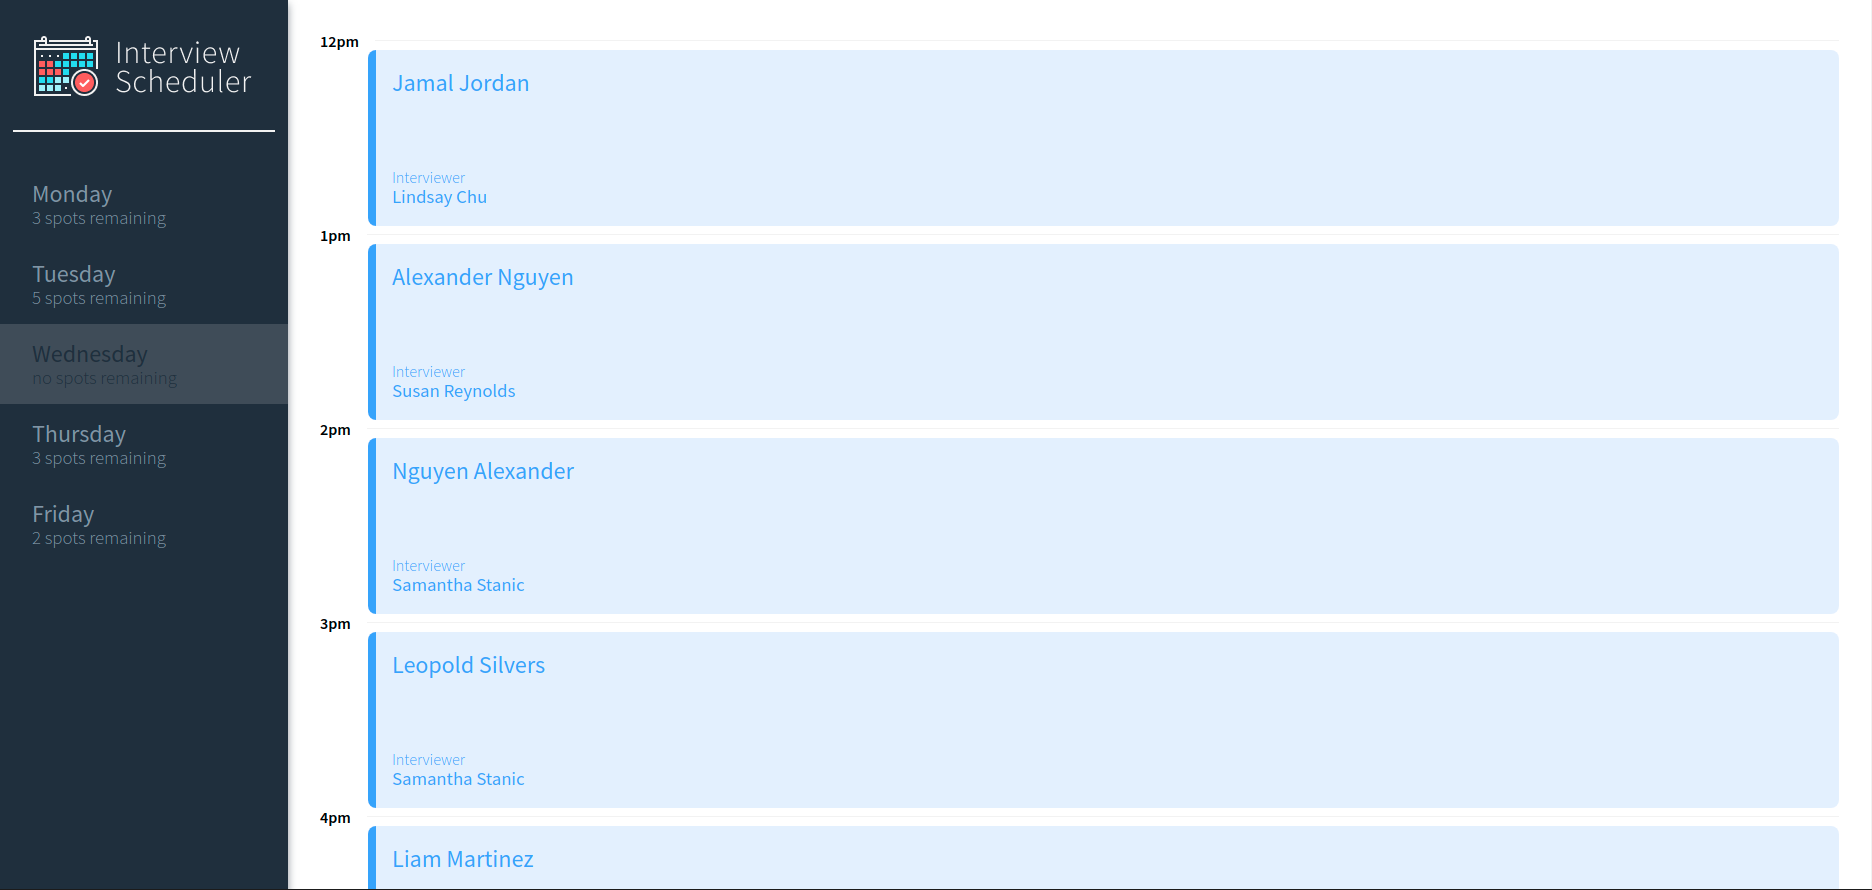 Interview
Scheduler
Monday
3 spots remaining
Tuesday
5 spots remaining
Wednesday
no spots remaining
Thursday
3 spots remaining
Friday
2 spots remaining
12pm
Jamal Jordan
Interviewer
Lindsay Chu
1pm
Alexander Nguyen
Interviewer
Susan Reynolds
2pm
Nguyen Alexander
Interviewer
Samantha Stanic
3pm
Leopold Silvers
Interviewer
Samantha Stanic
4pm
Liam Martinez